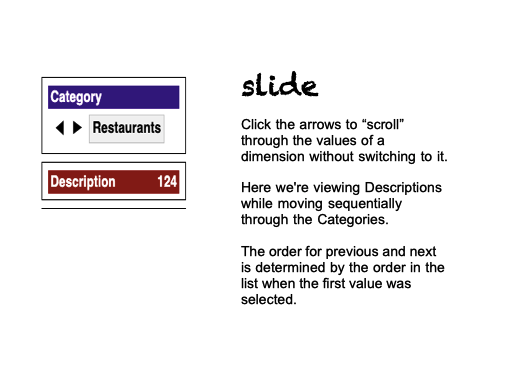 Category
Restaurants
Description 124
slide
Click the arrows to “scroll”
through the values of a
dimension without switching to it.
Here we're viewing Descriptions
while moving sequentially
through the Categories.
The order for previous and next
is determined by the order in the
list when the first value was
selected.